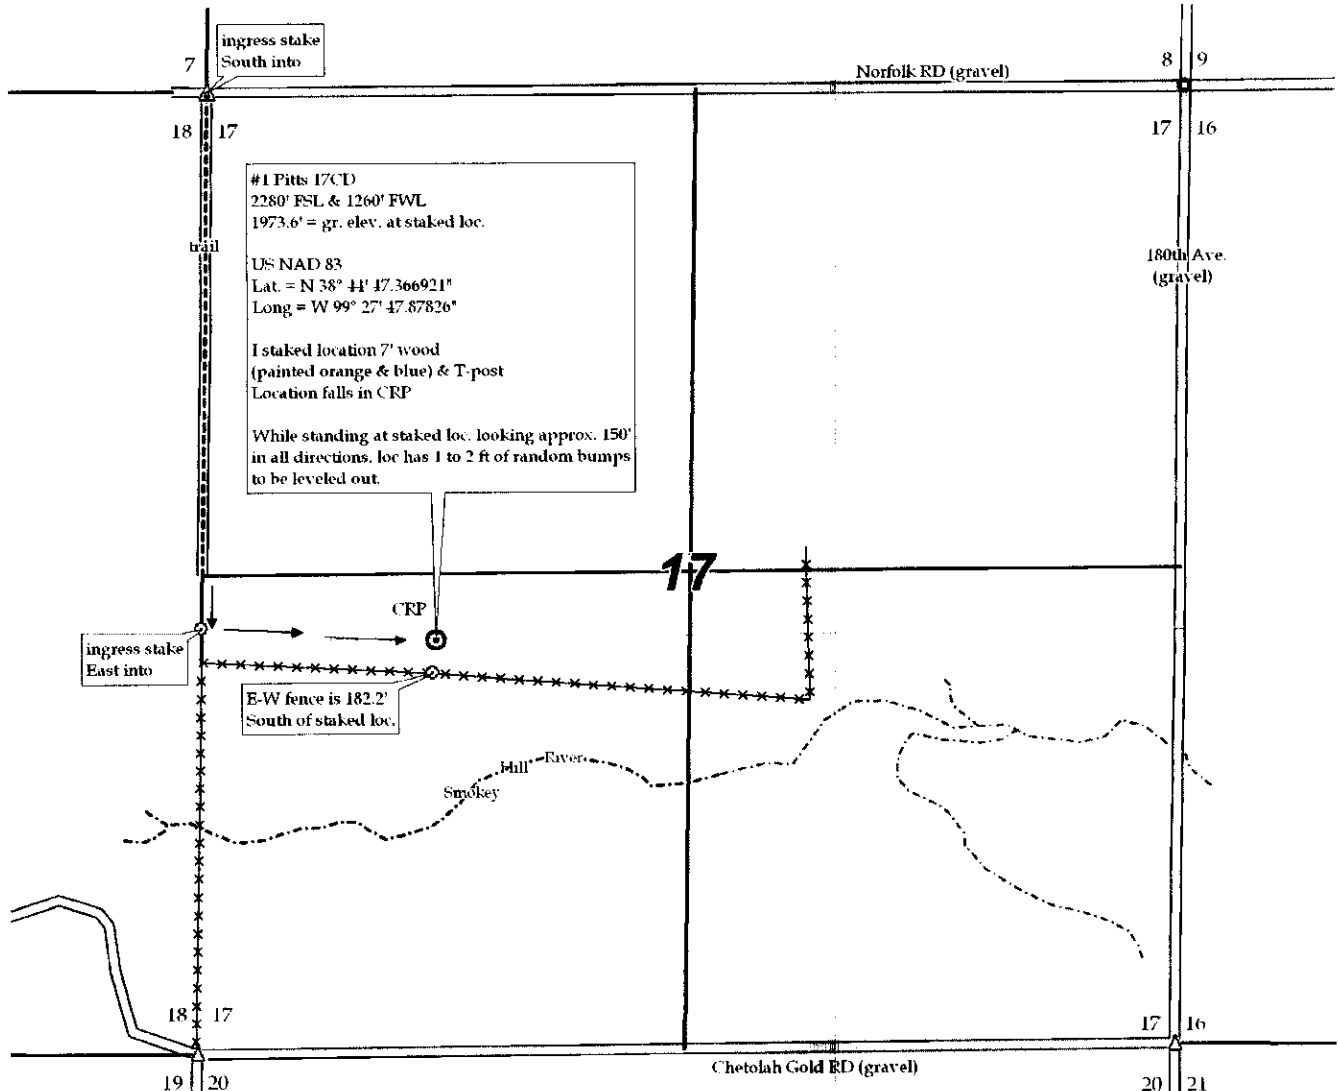 ingress stake
South into
7
8 9
Norfolk RD (gravel)
18 17
17 16
#1 Pitts 17CD
2280' FSL & 1260' FWL
1973.6' = gr. elev. at staked loc.
US NAD 83
Lat. = N 38° 44' 47.366921"
Long = W 99° 27' 47.87826"
I staked location 7' wood
(painted orange & blue) & T-post
Location falls in CRP
While standing at staked loc. looking approx. 150'
in all directions, loc has 1 to 2 ft of random bumps
to be leveled out.
trail
180th Ave.
(gravel)
17
CRP
ingress stake
East into
E-W fence is 182.2'
South of staked loc.
Smokey Hill River
18 17
17 16
Chetolah Gold RD (gravel)
19 20
20 21